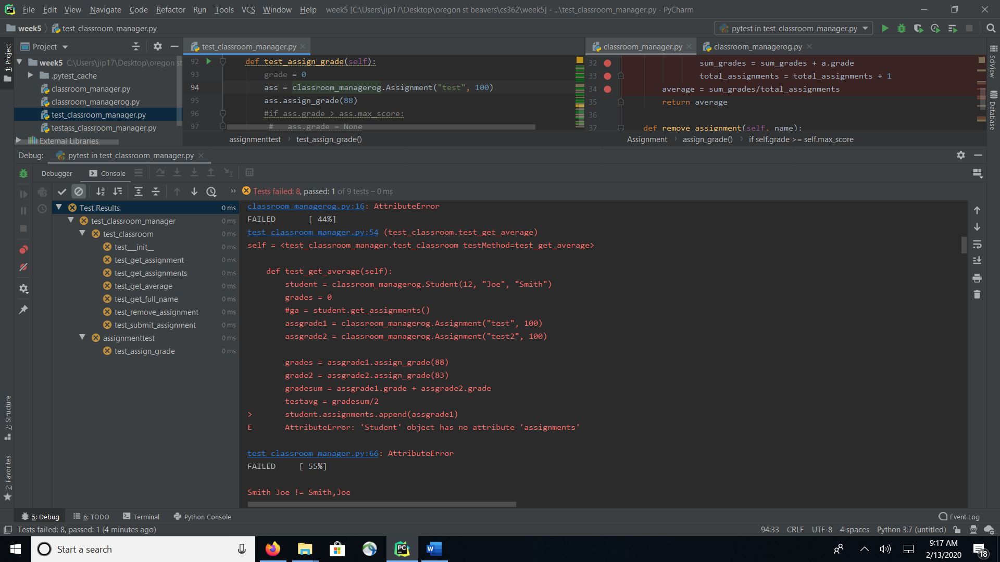 File Edit View Navigate Code Refactor Run Tools VCS Window Help week5 [C:\Users\jip17\Desktop\oregon st beavers\cs362\week5] - ...\test_classroom_manager.py - PyCharm
week5 test_classroom_manager.py
pytest in test_classroom_manager.py
1: Project
Project
week5 C:\Users\jip17\Desktop\oregon st
.pytest_cache
classroom_manager.py
classroom_managerog.py
test_classroom_manager.py
testass_classroom_manager.py
External Libraries
test_classroom_manager.py
92 def test_assign_grade(self):
93 grade = 0
94 ass = classroom_managerog.Assignment("test", 100)
95 ass.assign_grade(88)
96 #if ass.grade > ass.max_score:
97 # ass.grade = None
assignmenttest test_assign_grade()
classroom_manager.py classroom_managerog.py
32 sum_grades = sum_grades + a.grade
33 total_assignments = total_assignments + 1
34 average = sum_grades/total_assignments
35 return average
36
37 def remove_assignment(self, name):
Assignment assign_grade() if self.grade >= self.max_score
SciView
Database
Debug: pytest in test_classroom_manager.py
Debugger Console
Tests failed: 8, passed: 1 of 9 tests – 0 ms
Test Results 0 ms
test_classroom_manager 0 ms
test_classroom 0 ms
test__init__ 0 ms
test_get_assignment 0 ms
test_get_assignments 0 ms
test_get_average 0 ms
test_get_full_name 0 ms
test_remove_assignment 0 ms
test_submit_assignment 0 ms
assignmenttest 0 ms
test_assign_grade 0 ms
classroom_managerog.py:16: AttributeError
FAILED [ 44%]
test_classroom_manager.py:54 (test_classroom.test_get_average)
self = <test_classroom_manager.test_classroom testMethod=test_get_average>
def test_get_average(self):
student = classroom_managerog.Student(12, "Joe", "Smith")
grades = 0
#ga = student.get_assignments()
assgrade1 = classroom_managerog.Assignment("test", 100)
assgrade2 = classroom_managerog.Assignment("test2", 100)
grades = assgrade1.assign_grade(88)
grade2 = assgrade2.assign_grade(83)
gradesum = assgrade1.grade + assgrade2.grade
testavg = gradesum/2
> student.assignments.append(assgrade1)
E AttributeError: 'Student' object has no attribute 'assignments'
test_classroom_manager.py:66: AttributeError
FAILED [ 55%]
Smith Joe != Smith,Joe
7: Structure
2: Favorites
5: Debug 6: TODO Terminal Python Console Event Log
Tests failed: 8, passed: 1 (4 minutes ago) 94:33 CRLF UTF-8 4 spaces Python 3.7 (untitled)
Start a search
9:17 AM
2/13/2020
18